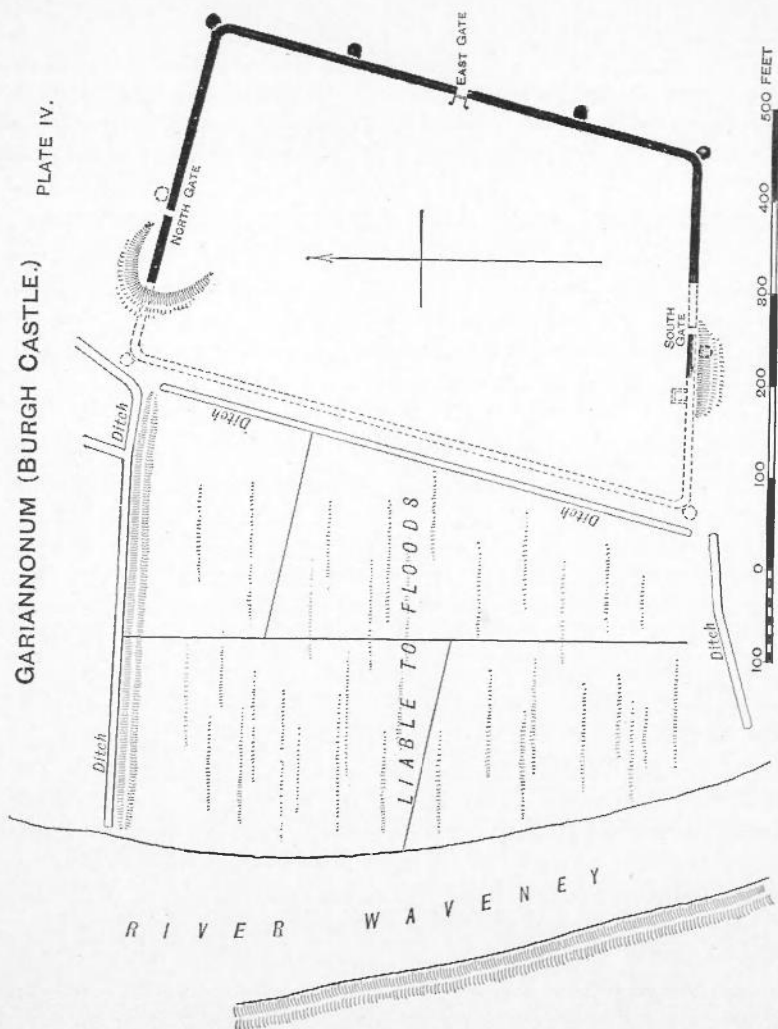 GARIANNONUM (BURGH CASTLE.)
PLATE IV.
NORTH GATE
EAST GATE
SOUTH GATE
Ditch
Ditch
Ditch
Ditch
Ditch
LIABLE TO FLOODS
RIVER WAVENEY
100 0 100 200 300 400 500 FEET